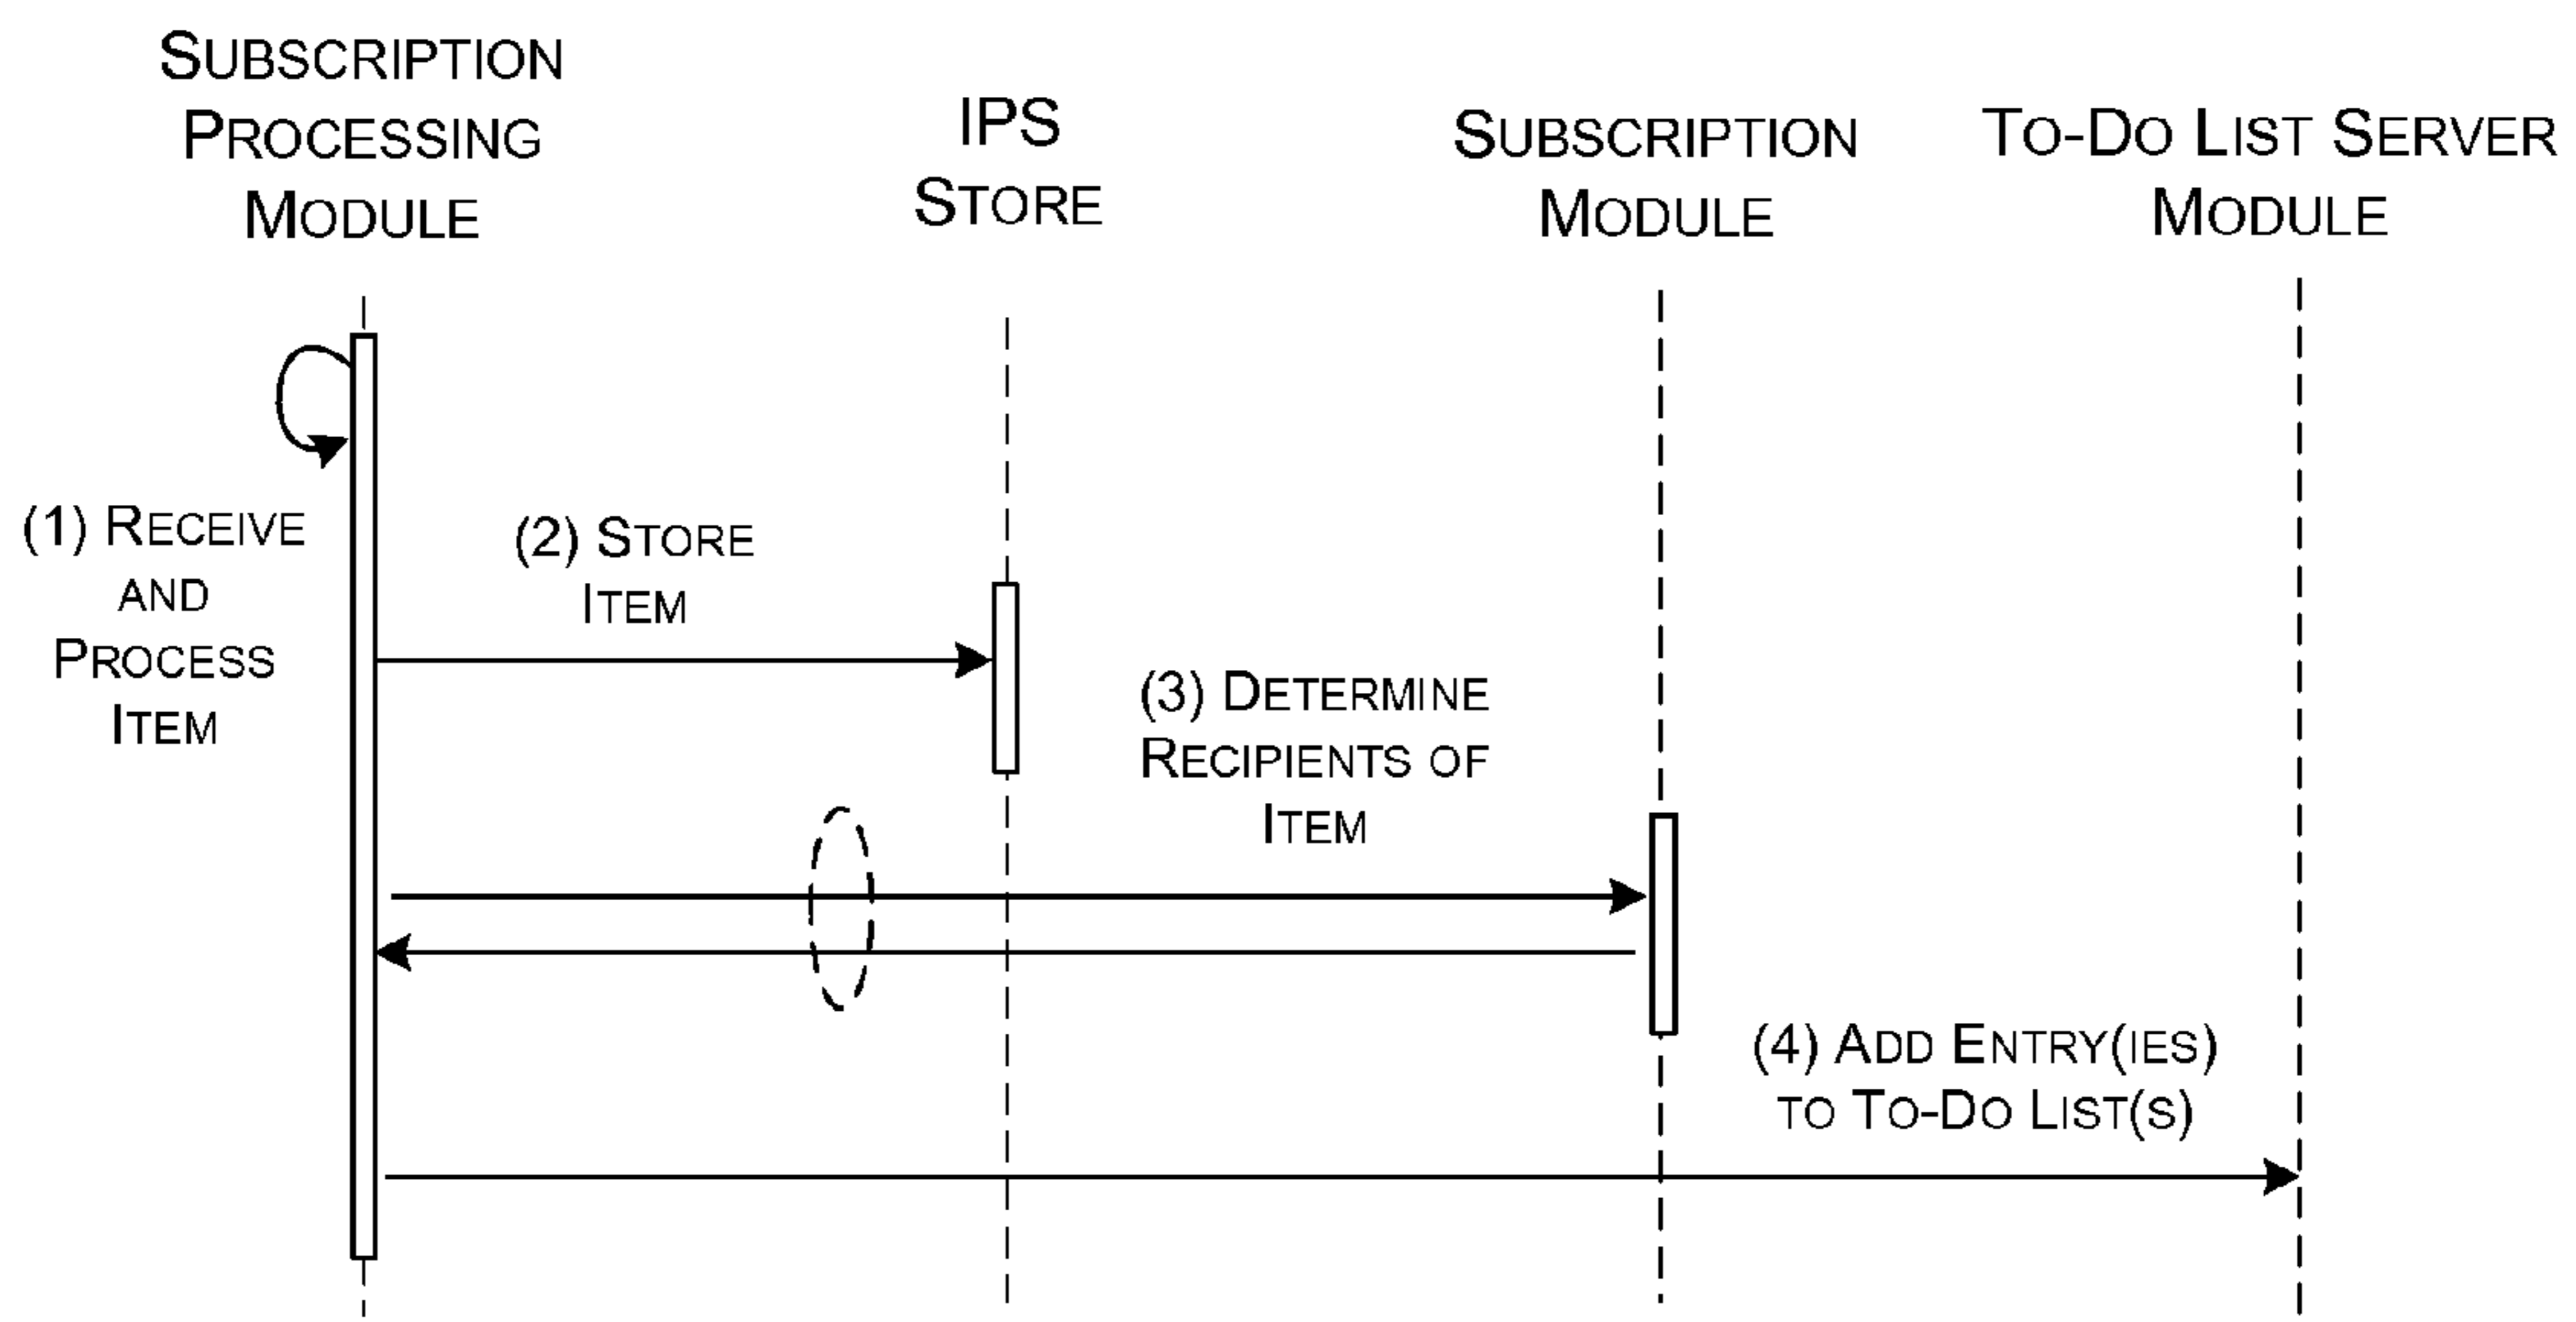 SUBSCRIPTION
PROCESSING
MODULE
IPS
STORE
SUBSCRIPTION
MODULE
TO-DO LIST SERVER
MODULE
(1) RECEIVE
AND
PROCESS
ITEM
(2) STORE
ITEM
(3) DETERMINE
RECIPIENTS OF
ITEM
(4) ADD ENTRY(IES)
TO TO-DO LIST(S)